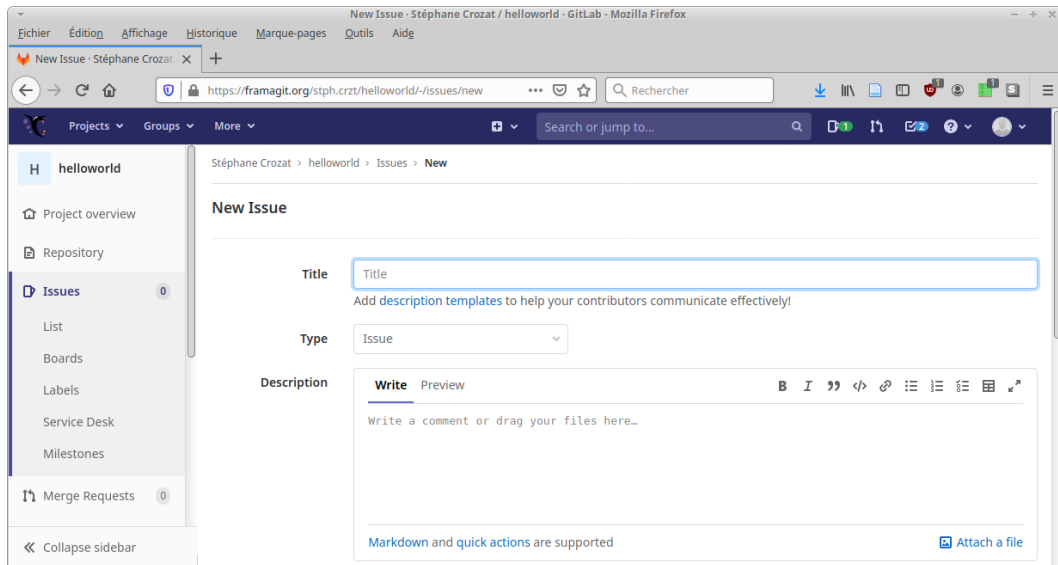 New Issue · Stéphane Crozat / helloworld · GitLab - Mozilla Firefox
Fichier Édition Affichage Historique Marque-pages Outils Aide
New Issue · Stéphane Crozat
https://framagit.org/stph.crzt/helloworld/-/issues/new
Rechercher
1
1
S
Projects
Groups
More
Search or jump to...
1
2
H helloworld
Project overview
Repository
Issues 0
List
Boards
Labels
Service Desk
Milestones
Merge Requests 0
Collapse sidebar
Stéphane Crozat > helloworld > Issues > New
New Issue
Title
Title
Add description templates to help your contributors communicate effectively!
Type
Issue
Description
Write Preview
B I
Write a comment or drag your files here…
Markdown and quick actions are supported
Attach a file